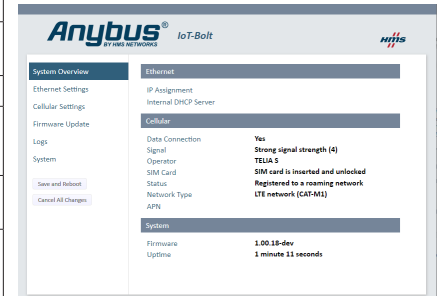 Anybus®
BY HMS NETWORKS
IoT-Bolt
HMS
System Overview
Ethernet Settings
Cellular Settings
Firmware Update
Logs
System
Save and Reboot
Cancel All Changes
Ethernet
IP Assignment
Internal DHCP Server
Cellular
Data Connection Yes
Signal Strong signal strength (4)
Operator TELIA S
SIM Card SIM card is inserted and unlocked
Status Registered to a roaming network
Network Type LTE network (CAT-M1)
APN
System
Firmware 1.00.18-dev
Uptime 1 minute 11 seconds